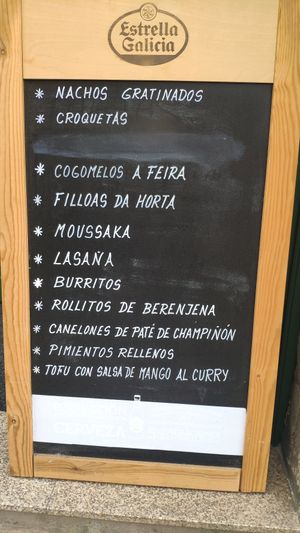 Estrella
Galicia
* NACHOS GRATINADOS
* CROQUETAS
* COGOMELOS A FEIRA
* FILLOAS DA HORTA
* MOUSSAKA
* LASAÑA
* BURRITOS
* ROLLITOS DE BERENJENA
* CANELONES DE PATÉ DE CHAMPIÑÓN
* PIMIENTOS RELLENOS
* TOFU CON SALSA DE MANGO AL CURRY
CERVEZA